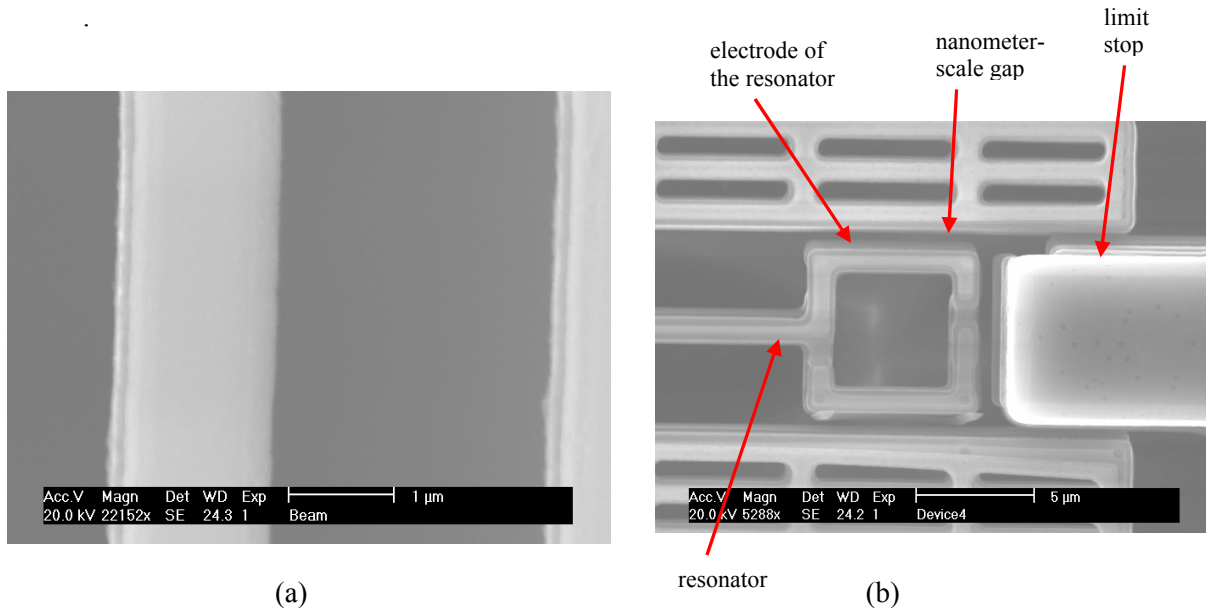 limit
stop
electrode of
the resonator
nanometer-
scale gap
Acc.V Magn Det WD Exp 1 µm
20.0 kV 22152x SE 24.3 1 Beam
Acc.V Magn Det WD Exp 5 µm
20.0 kV 5288x SE 24.2 1 Device4
resonator
(a)
(b)